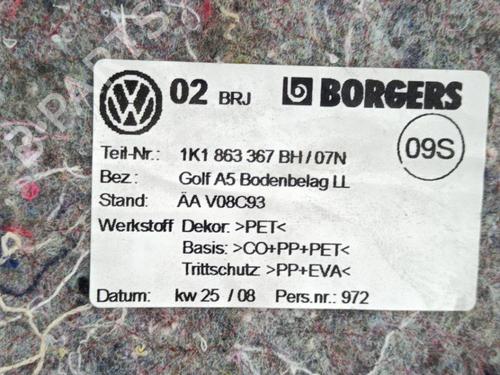 VW 02 BRJ BORGERS
Teil-Nr.: 1K1 863 367 BH / 07N
09S
Bez.: Golf A5 Bodenbelag LL
Stand: ÄA V08C93
Werkstoff Dekor: >PET<
Basis: >CO+PP+PET<
Trittschutz: >PP+EVA<
Datum: kw 25 / 08 Pers.nr.: 972